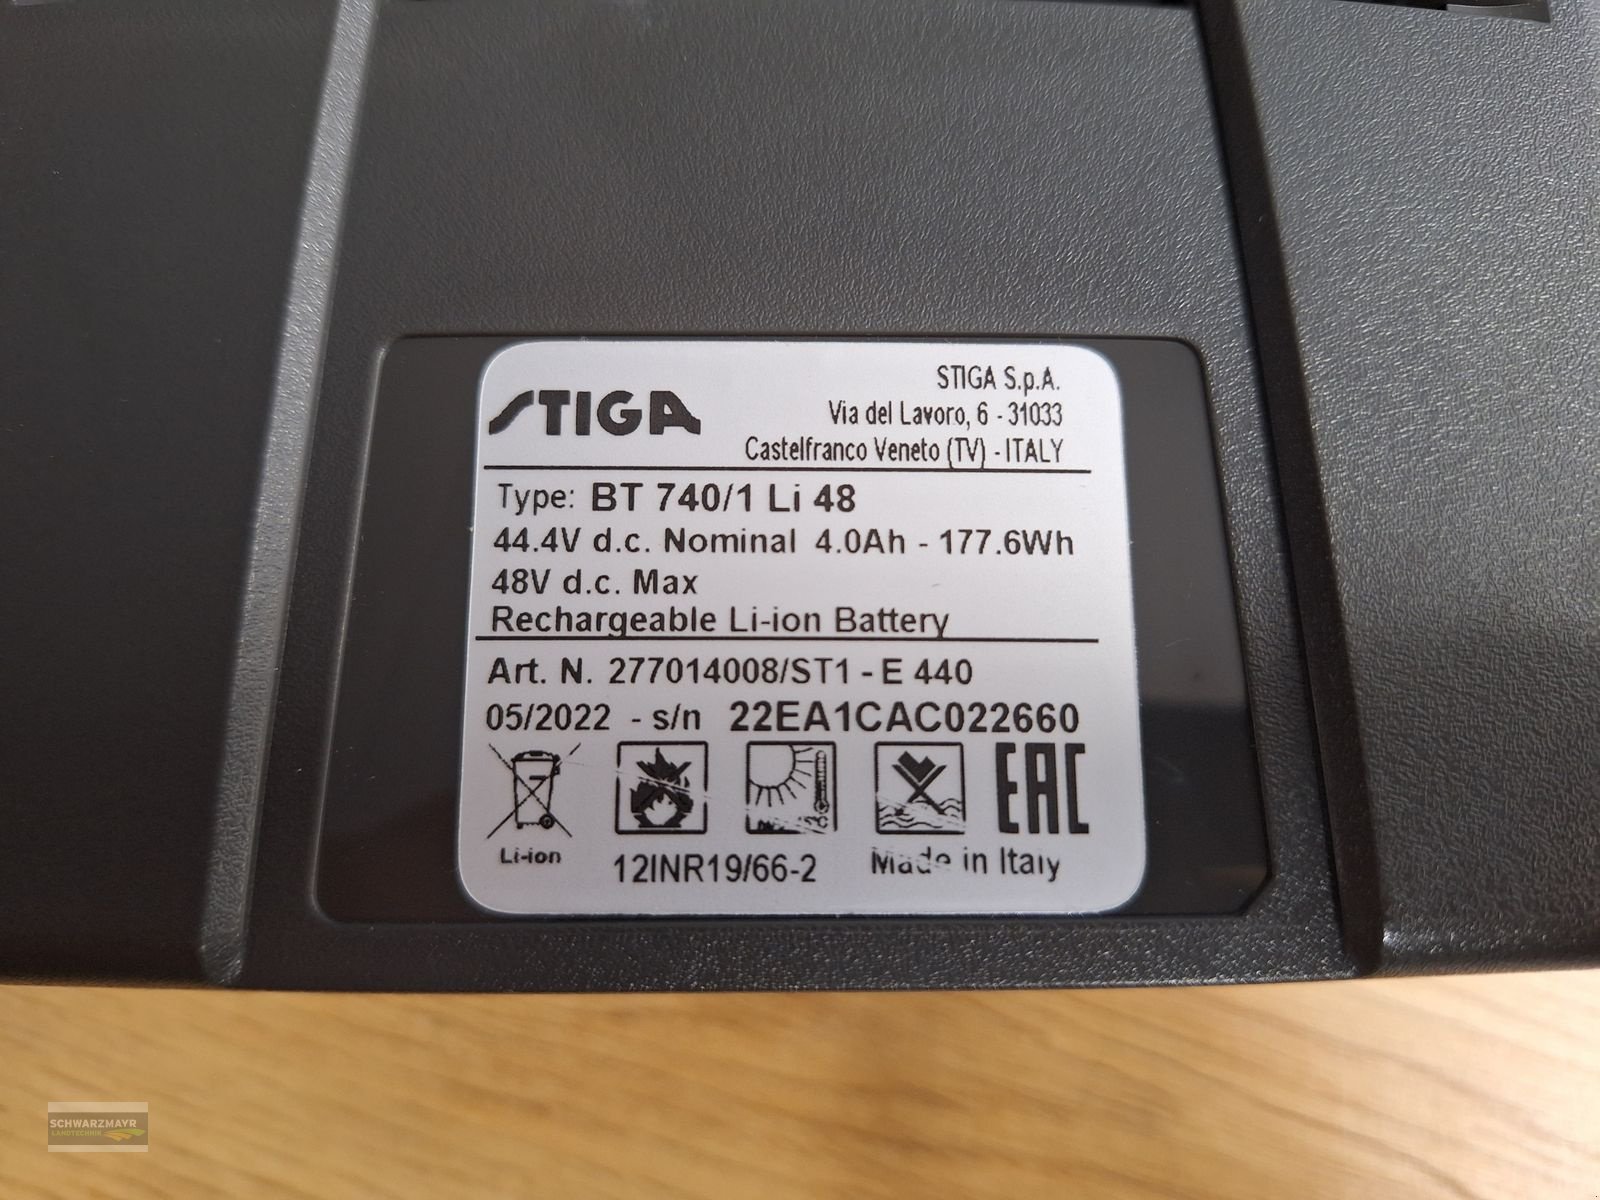 STIGA
STIGA S.p.A.
Via del Lavoro, 6 - 31033
Castelfranco Veneto (TV) - ITALY
Type: BT 740/1 Li 48
44.4V d.c. Nominal 4.0Ah - 177.6Wh
48V d.c. Max
Rechargeable Li-ion Battery
Art. N. 277014008/ST1 - E 440
05/2022 - s/n 22EA1CAC022660
EAC
Li-ion
12INR19/66-2
Made in Italy
SCHWARZMAYR
LANDTECHNIK